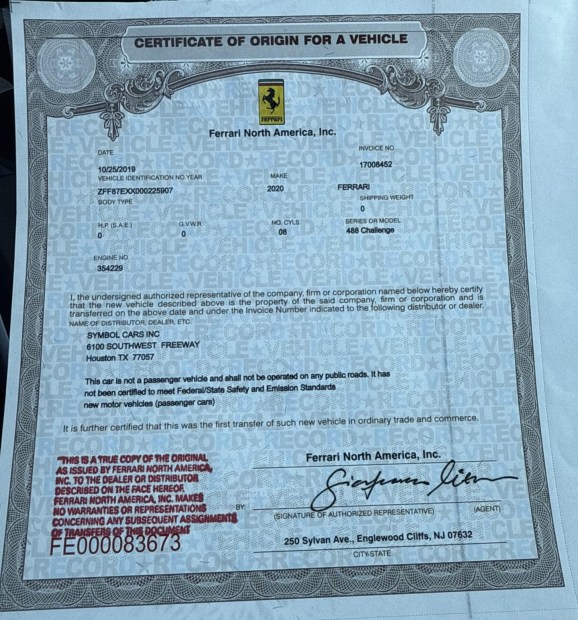 CERTIFICATE OF ORIGIN FOR A VEHICLE
Ferrari
Ferrari North America, Inc.
DATE
INVOICE NO.
10/25/2019
17008452
VEHICLE IDENTIFICATION NO.
YEAR
MAKE
ZFF87EXX000225907
2020
FERRARI
BODY TYPE
SHIPPING WEIGHT
0
H.P. (S.A.E.)
G.V.W.R
NO. CYLS.
SERIES OR MODEL
0
0
08
488 Challenge
ENGINE NO.
354229
I, the undersigned authorized representative of the company, firm or corporation named below hereby certify
that the new vehicle described above is the property of the said company, firm or corporation and is
transferred on the above date and under the Invoice Number indicated to the following distributor or dealer.
NAME OF DISTRIBUTOR, DEALER, ETC.
SYMBOL CARS INC
6100 SOUTHWEST FREEWAY
Houston TX 77057
This car is not a passenger vehicle and shall not be operated on any public roads. It has
not been certified to meet Federal/State Safety and Emission Standards
new motor vehicles (passenger cars)
It is further certified that this was the first transfer of such new vehicle in ordinary trade and commerce.
"THIS IS A TRUE COPY OF THE ORIGINAL
AS ISSUED BY FERRARI NORTH AMERICA,
INC. TO THE DEALER OR DISTRIBUTOR
DESCRIBED ON THE FACE HEREOF,
FERRARI NORTH AMERICA, INC. MAKES
NO WARRANTIES OR REPRESENTATIONS
CONCERNING ANY SUBSEQUENT ASSIGNMENTS
OF TRANSFERS OF THIS DOCUMENT
FE000083673
Ferrari North America, Inc.
BY:
(SIGNATURE OF AUTHORIZED REPRESENTATIVE)
(AGENT)
250 Sylvan Ave., Englewood Cliffs, NJ 07632
CITY-STATE